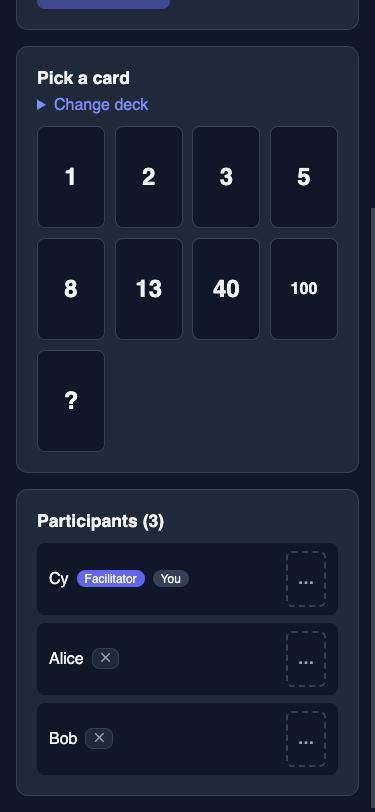 Pick a card
▶ Change deck
1 2 3 5
8 13 40 100
?
Participants (3)
Cy Facilitator You ...
Alice ✕ ...
Bob ✕ ...